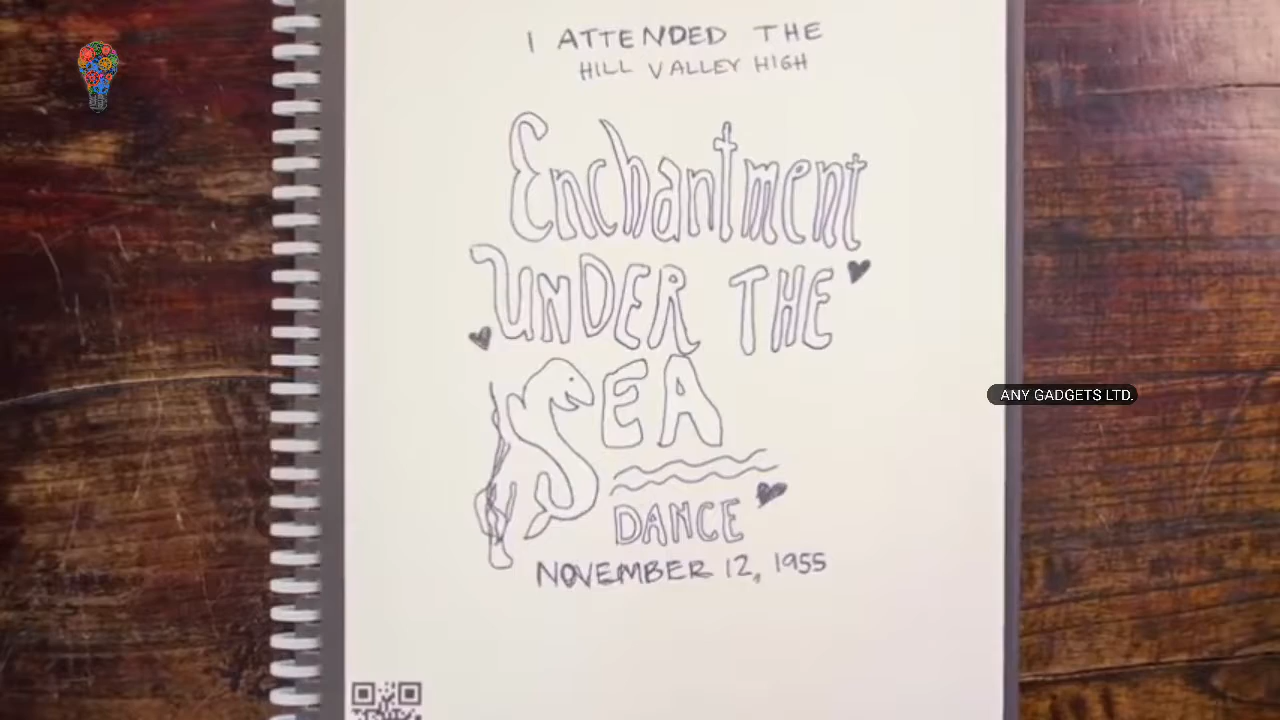 I ATTENDED THE
HILL VALLEY HIGH
Enchantment
UNDER THE
SEA
DANCE
NOVEMBER 12, 1955
ANY GADGETS LTD.